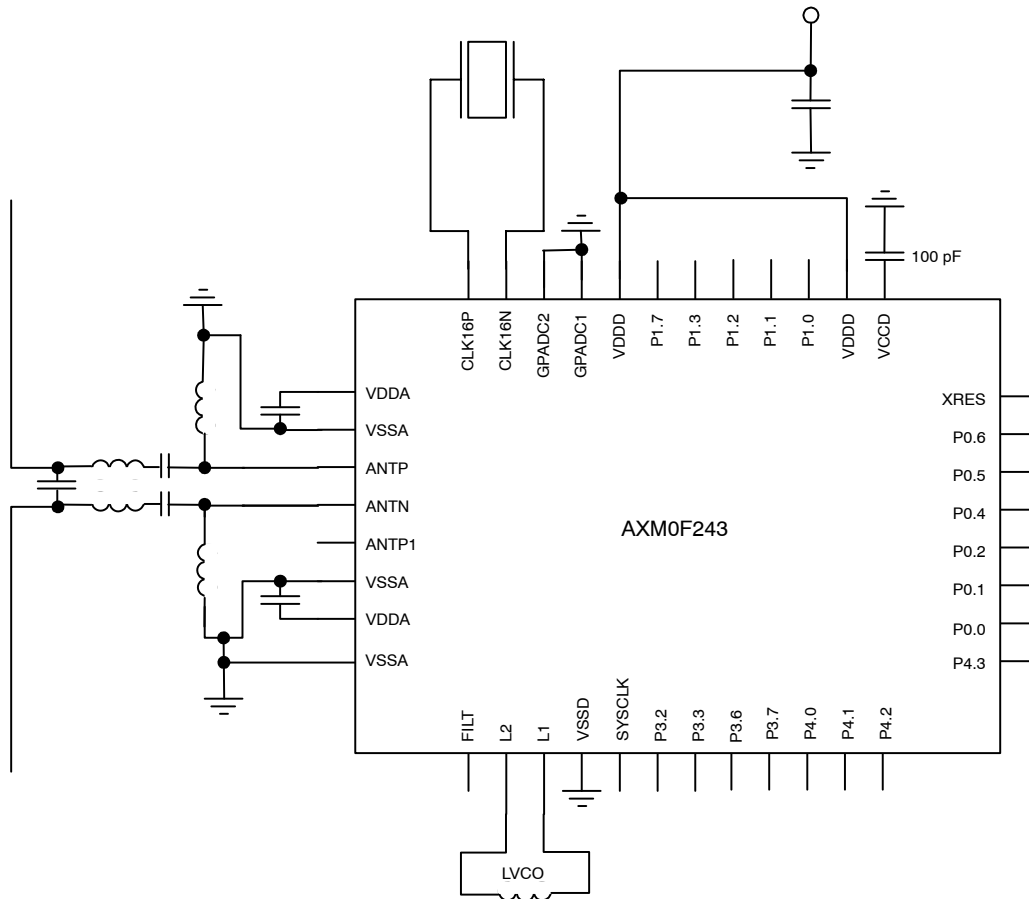 100 pF
CLK16P
CLK16N
GPADC2
GPADC1
VDDD
P1.7
P1.3
P1.2
P1.1
P1.0
VDDD
VCCD
VDDA
VSSA
ANTP
ANTN
ANTP1
VSSA
VDDA
VSSA
AXM0F243
XRES
P0.6
P0.5
P0.4
P0.2
P0.1
P0.0
P4.3
FILT
L2
L1
VSSD
SYSCLK
P3.2
P3.3
P3.6
P3.7
P4.0
P4.1
P4.2
LVCO